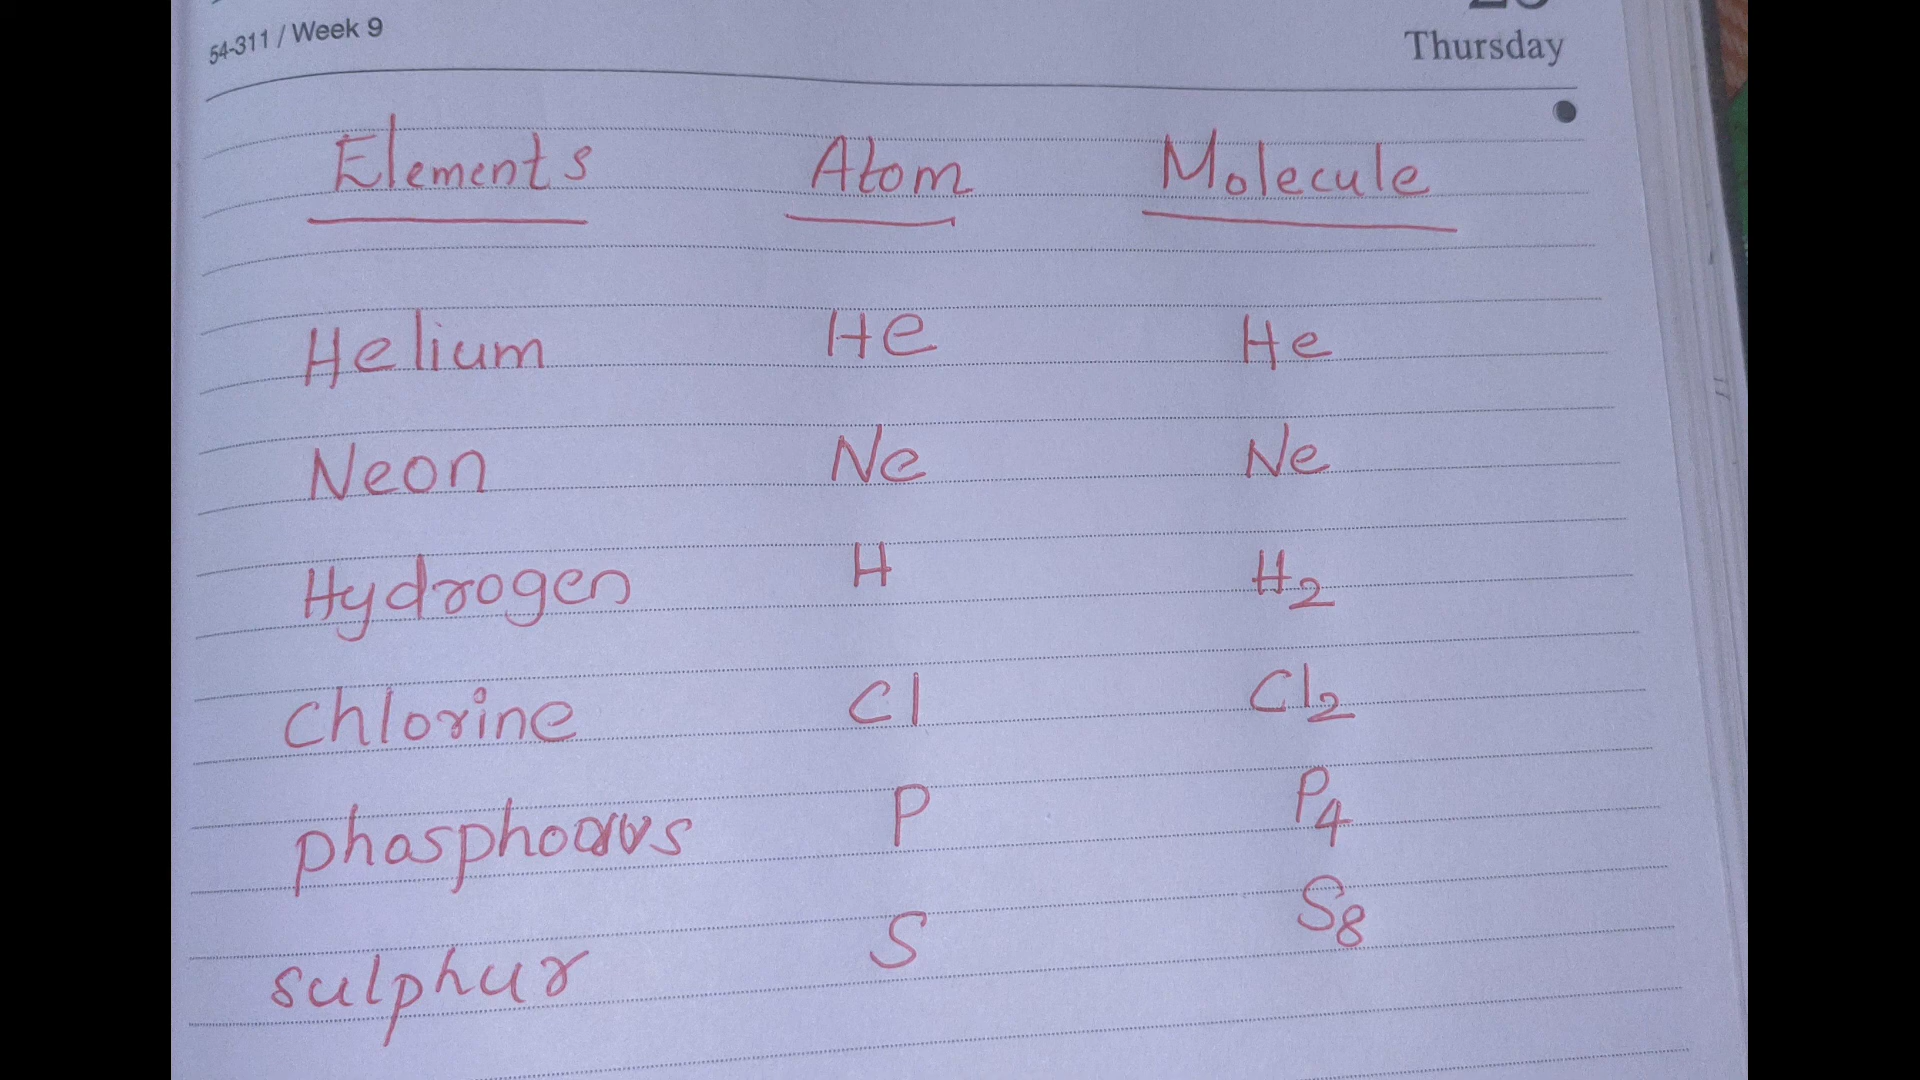 54-311 / Week 9
Thursday
Elements Atom Molecule
Helium He He
Neon Ne Ne
Hydrogen H H₂
Chlorine Cl Cl₂
phosphorus P P₄
sulphur S S₈